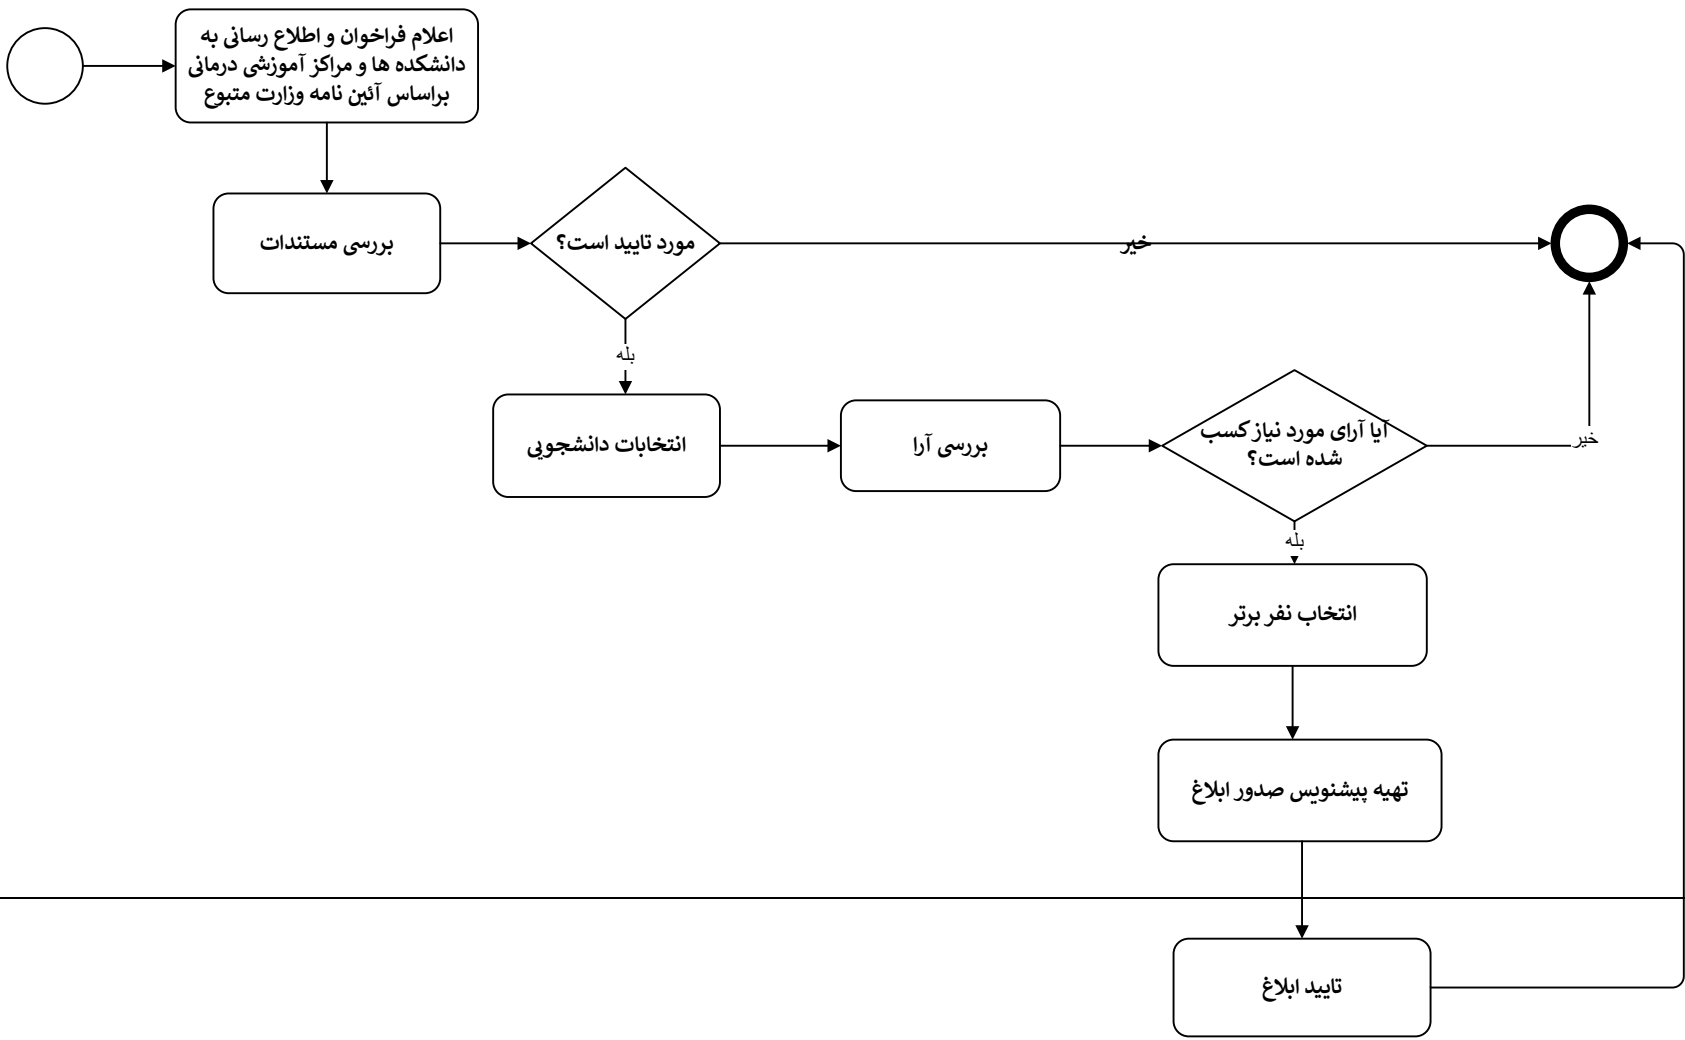 اعلام فراخوان و اطلاع رسانی به
دانشکده ها و مراکز آموزشی درمانی
براساس آئین نامه وزارت متبوع
بررسی مستندات
مورد تایید است؟
خیر
بله
انتخابات دانشجویی
بررسی آرا
آیا آرای مورد نیاز کسب
شده است؟
خیر
بله
انتخاب نفر برتر
تهیه پیشنویس صدور ابلاغ
تایید ابلاغ